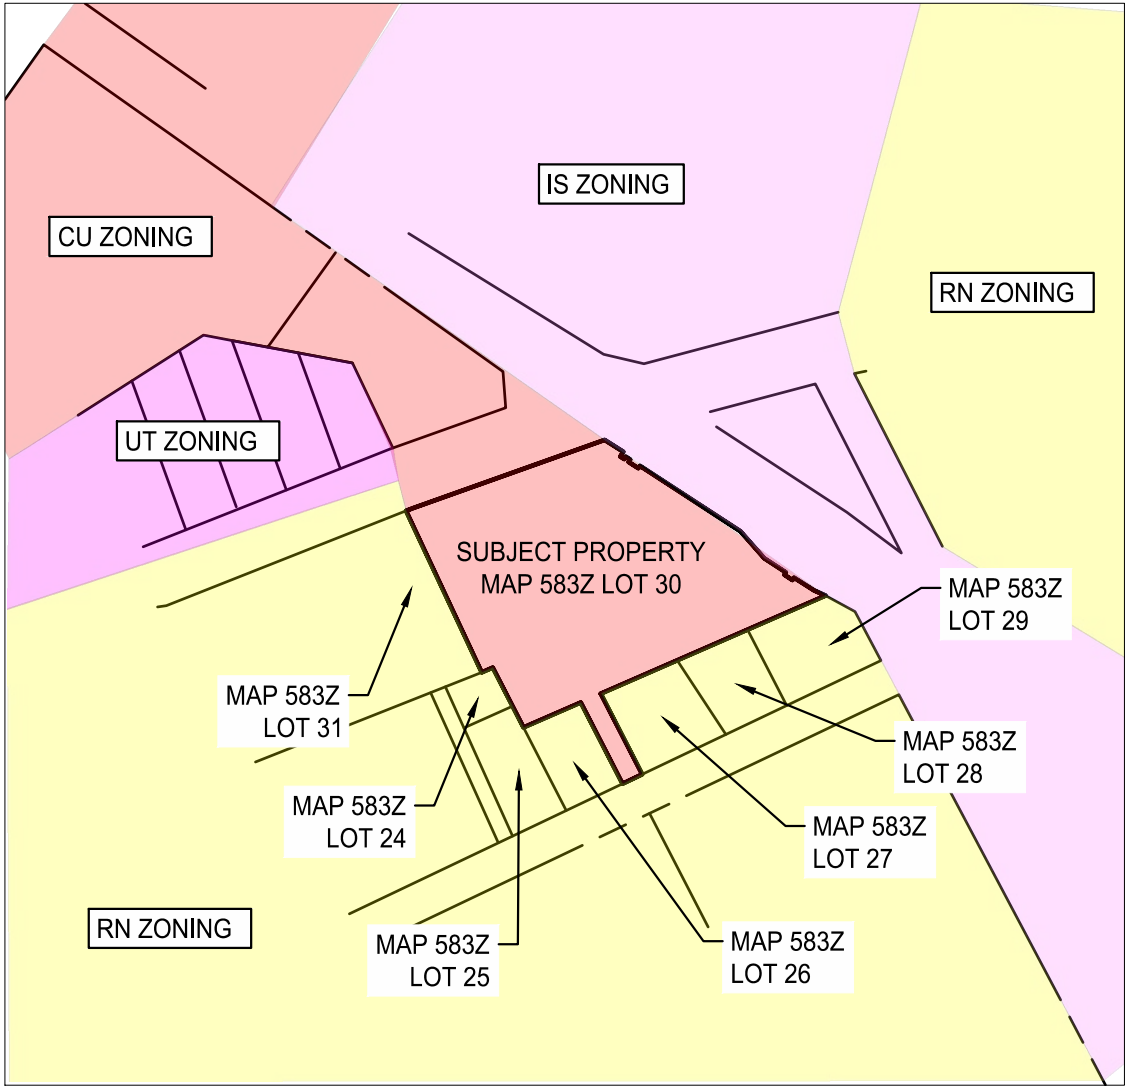 IS ZONING
CU ZONING
RN ZONING
UT ZONING
SUBJECT PROPERTY
MAP 583Z LOT 30
MAP 583Z
LOT 29
MAP 583Z
LOT 31
MAP 583Z
LOT 28
MAP 583Z
LOT 24
MAP 583Z
LOT 27
RN ZONING
MAP 583Z
LOT 25
MAP 583Z
LOT 26